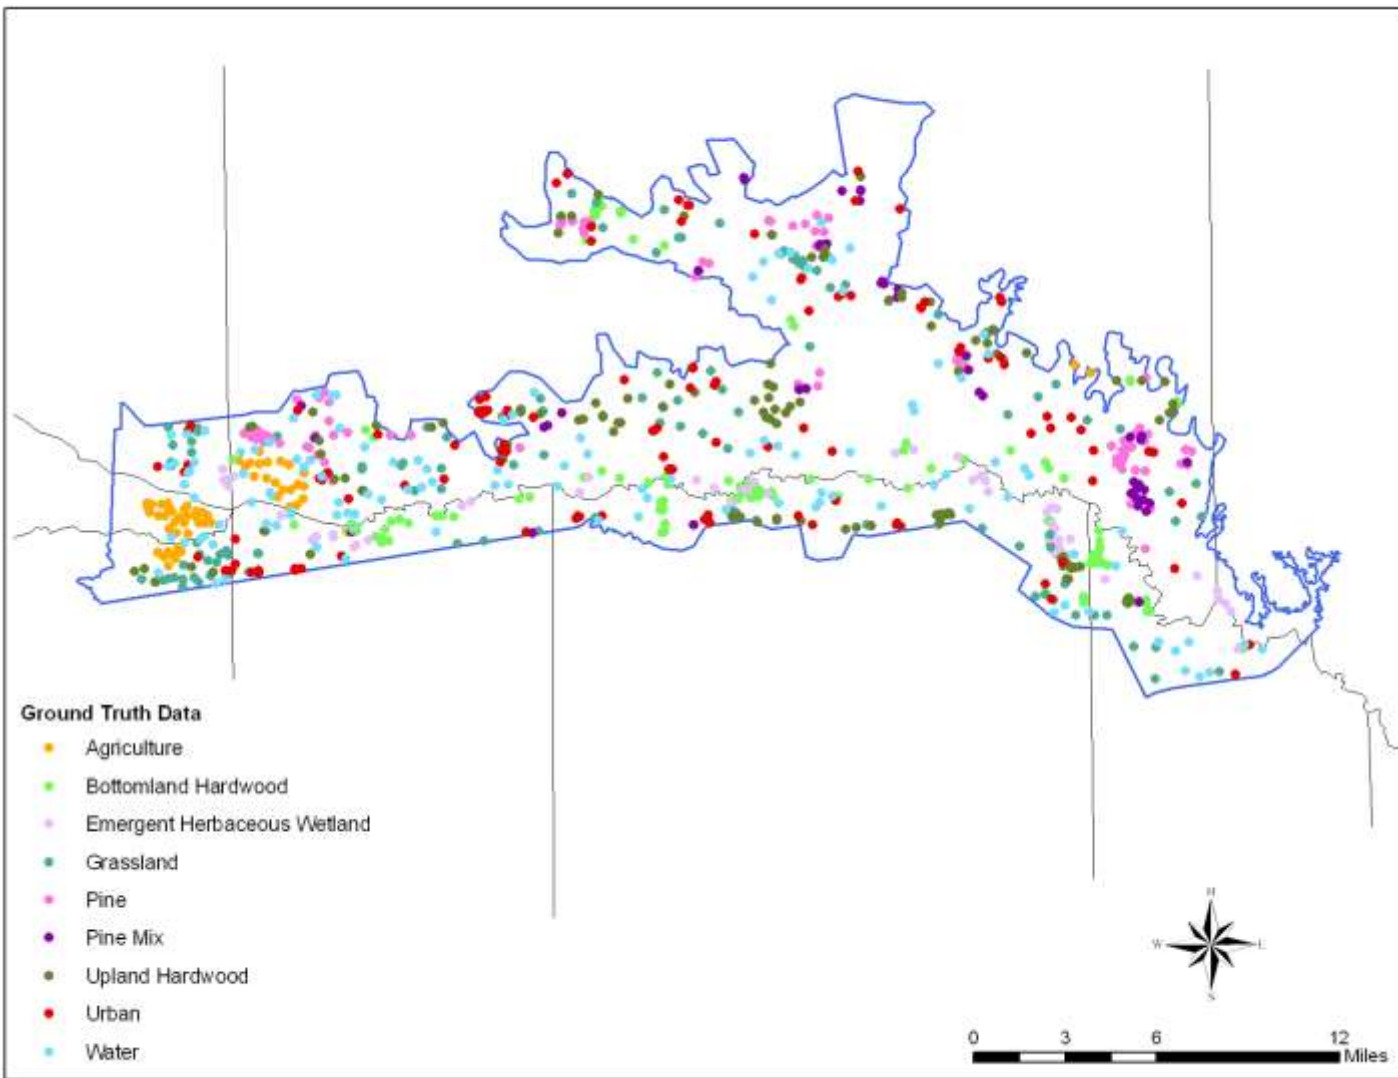 Ground Truth Data
Agriculture
Bottomland Hardwood
Emergent Herbaceous Wetland
Grassland
Pine
Pine Mix
Upland Hardwood
Urban
Water
N
W E
S
0 3 6 12
Miles